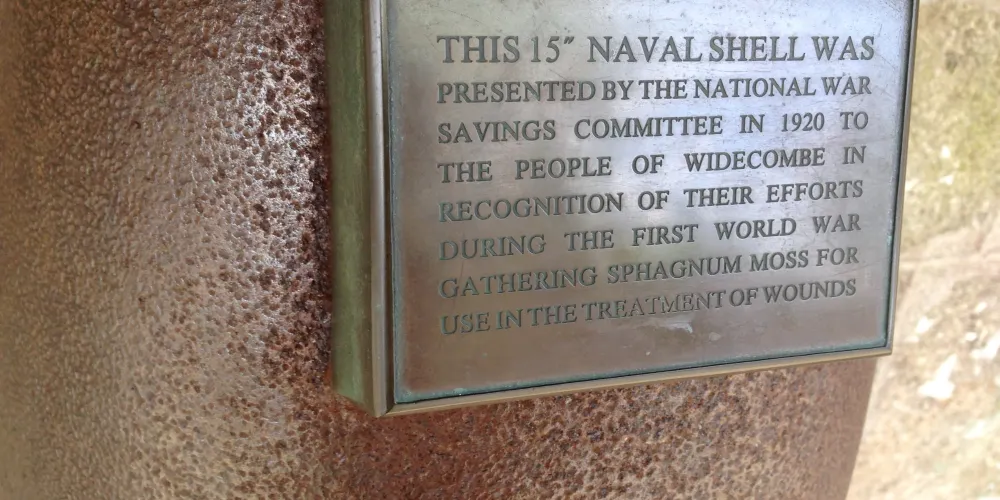 THIS 15″ NAVAL SHELL WAS
PRESENTED BY THE NATIONAL WAR
SAVINGS COMMITTEE IN 1920 TO
THE PEOPLE OF WIDECOMBE IN
RECOGNITION OF THEIR EFFORTS
DURING THE FIRST WORLD WAR
GATHERING SPHAGNUM MOSS FOR
USE IN THE TREATMENT OF WOUNDS